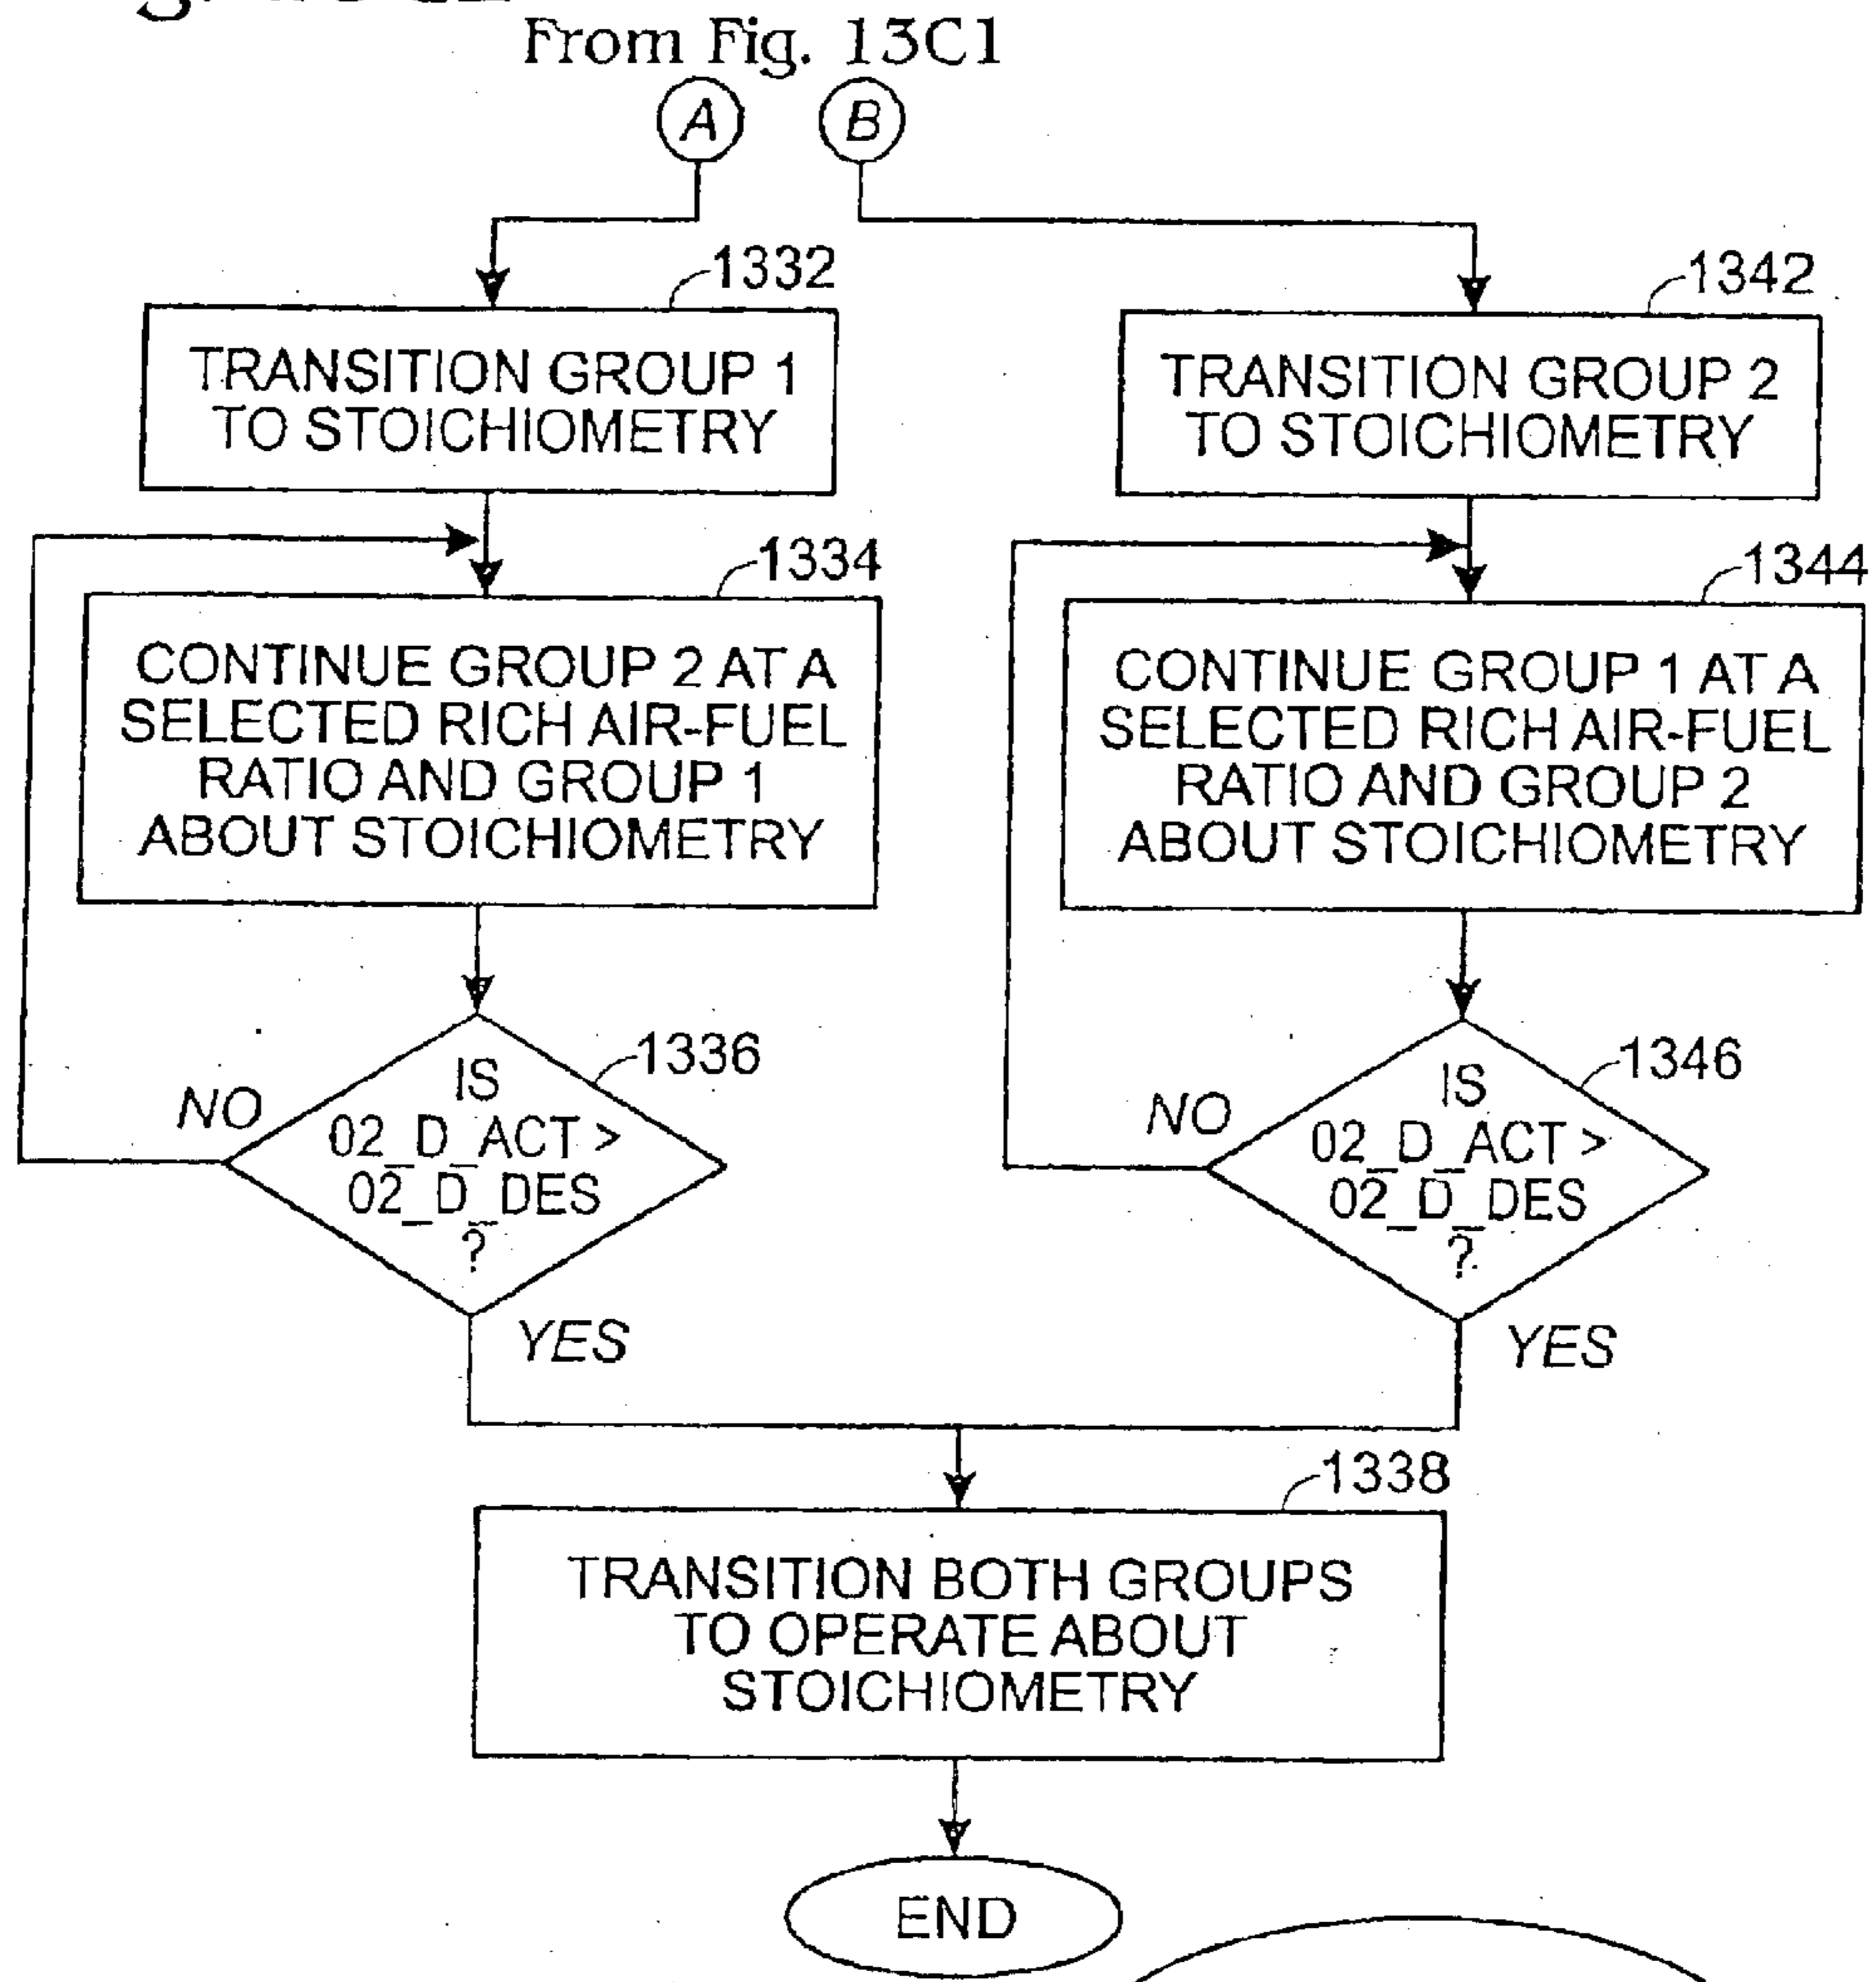 From Fig. 13C1
A
B
1332
TRANSITION GROUP 1
TO STOICHIOMETRY
1334
CONTINUE GROUP 2 AT A
SELECTED RICH AIR-FUEL
RATIO AND GROUP 1
ABOUT STOICHIOMETRY
1336
IS
02_D_ACT >
02_D_DES
?
NO
YES
1342
TRANSITION GROUP 2
TO STOICHIOMETRY
1344
CONTINUE GROUP 1 AT A
SELECTED RICH AIR-FUEL
RATIO AND GROUP 2
ABOUT STOICHIOMETRY
1346
IS
02_D_ACT >
02_D_DES
?
NO
YES
1338
TRANSITION BOTH GROUPS
TO OPERATE ABOUT
STOICHIOMETRY
END